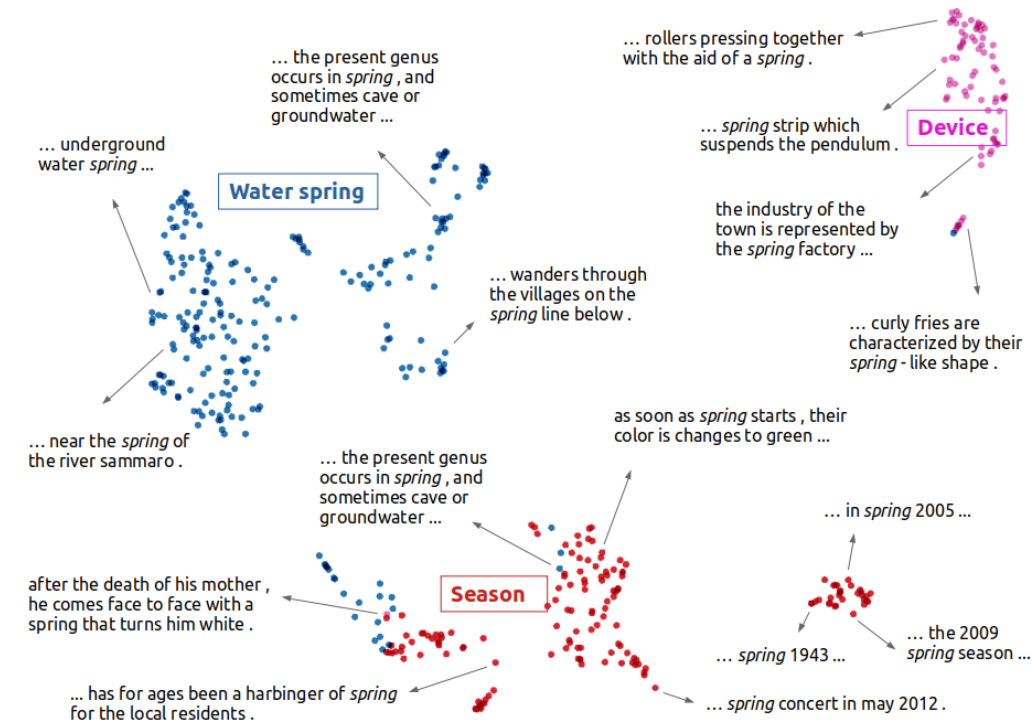 … the present genus
occurs in spring , and
sometimes cave or
groundwater ...
… rollers pressing together
with the aid of a spring .
… underground
water spring ...
Water spring
… spring strip which
suspends the pendulum .
Device
the industry of the
town is represented by
the spring factory ...
… wanders through
the villages on the
spring line below .
… curly fries are
characterized by their
spring - like shape .
… near the spring of
the river sammaro .
as soon as spring starts , their
color is changes to green ...
… the present genus
occurs in spring , and
sometimes cave or
groundwater ...
… in spring 2005 ...
after the death of his mother ,
he comes face to face with a
spring that turns him white .
Season
… spring 1943 ...
… the 2009
spring season ...
... has for ages been a harbinger of spring
for the local residents .
… spring concert in may 2012 .